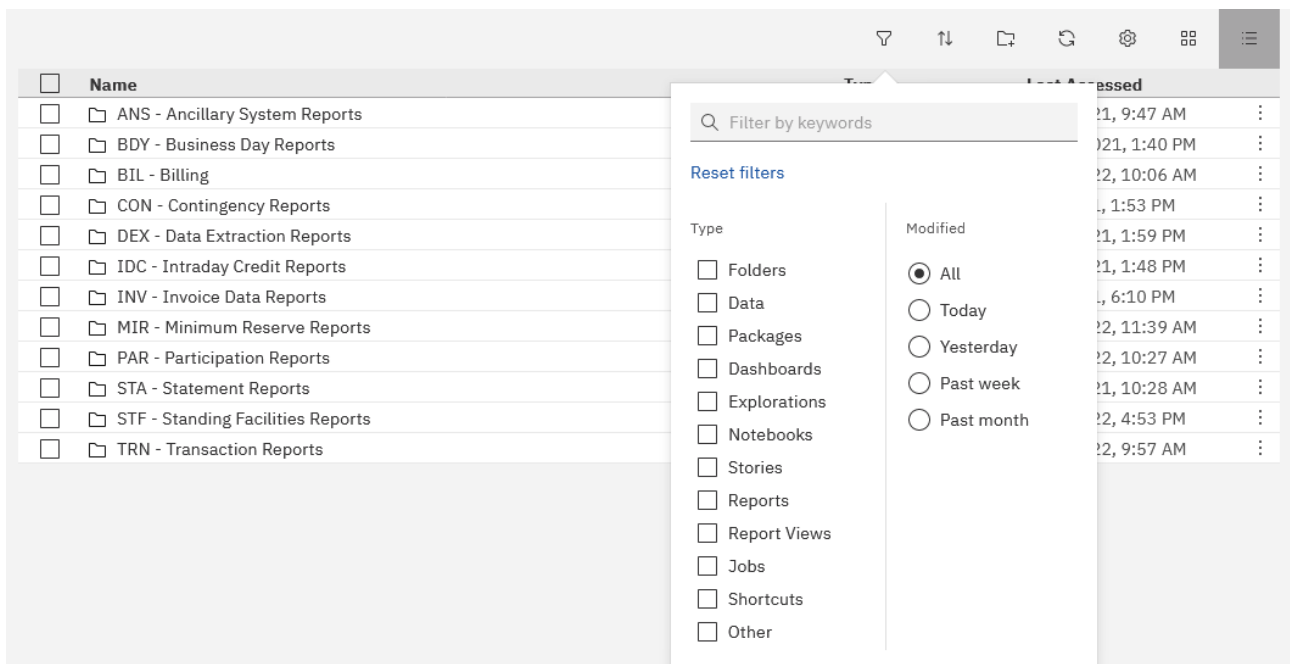 Name
Last Accessed
ANS - Ancillary System Reports
21, 9:47 AM
BDY - Business Day Reports
021, 1:40 PM
BIL - Billing
22, 10:06 AM
CON - Contingency Reports
1:53 PM
DEX - Data Extraction Reports
21, 1:59 PM
IDC - Intraday Credit Reports
21, 1:48 PM
INV - Invoice Data Reports
6:10 PM
MIR - Minimum Reserve Reports
22, 11:39 AM
PAR - Participation Reports
22, 10:27 AM
STA - Statement Reports
21, 10:28 AM
STF - Standing Facilities Reports
22, 4:53 PM
TRN - Transaction Reports
22, 9:57 AM
Filter by keywords
Reset filters
Type
Folders
Data
Packages
Dashboards
Explorations
Notebooks
Stories
Reports
Report Views
Jobs
Shortcuts
Other
Modified
All
Today
Yesterday
Past week
Past month